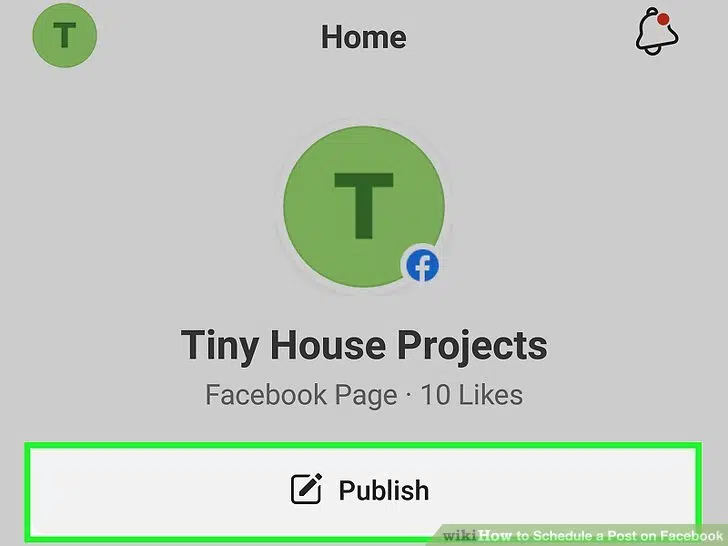 T
Home
T
Tiny House Projects
Facebook Page · 10 Likes
Publish
wikiHow to Schedule a Post on Facebook